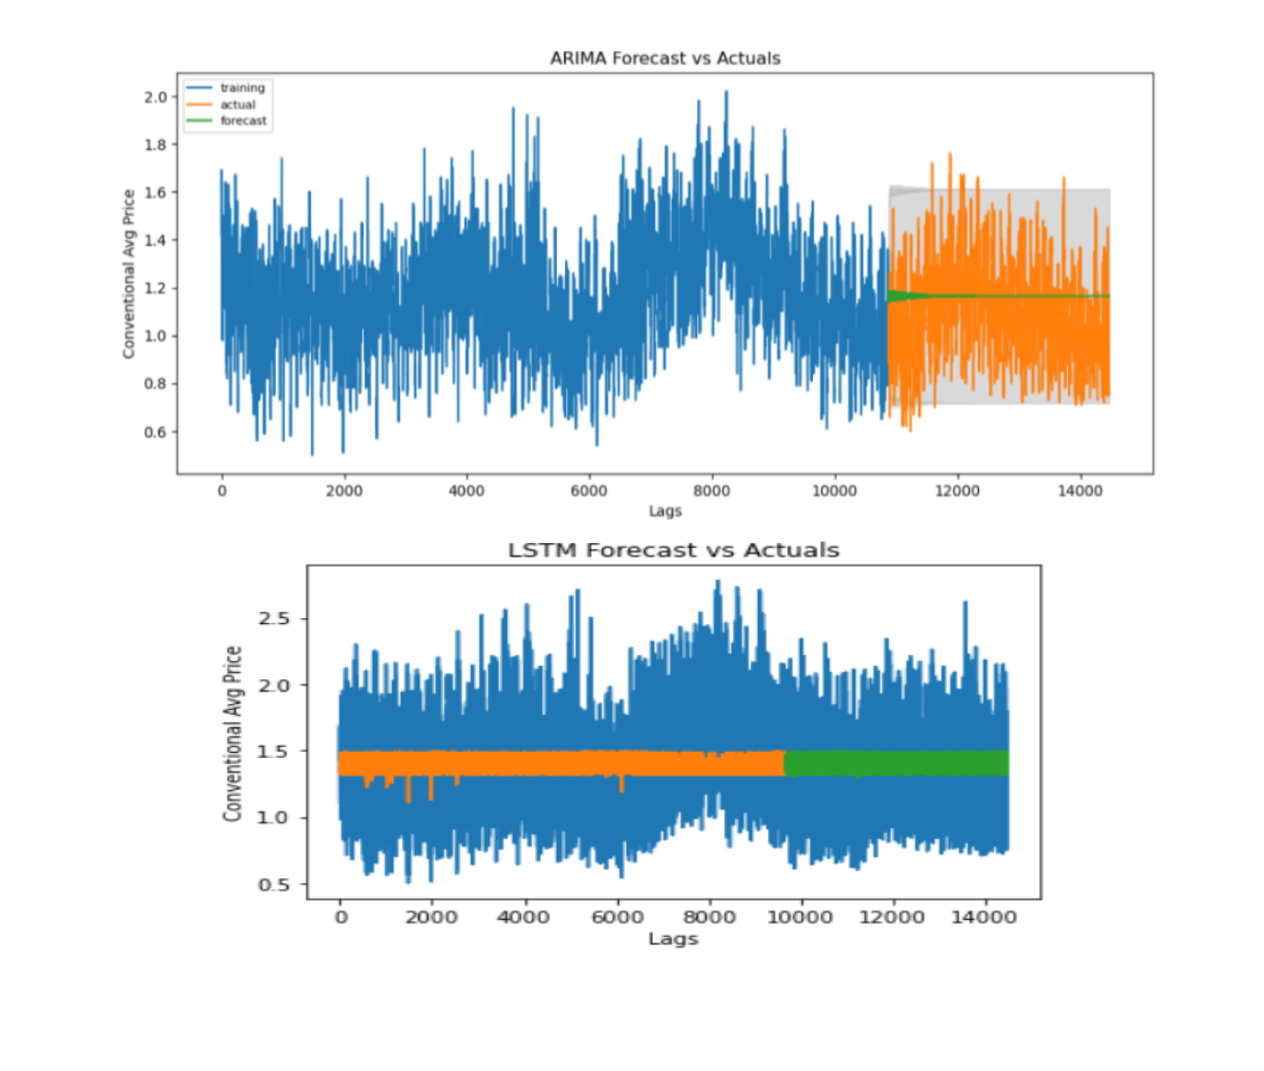 ARIMA Forecast vs Actuals
training
actual
forecast
Conventional Avg Price
2.0
1.8
1.6
1.4
1.2
1.0
0.8
0.6
0 2000 4000 6000 8000 10000 12000 14000
Lags
LSTM Forecast vs Actuals
Conventional Avg Price
2.5
2.0
1.5
1.0
0.5
0 2000 4000 6000 8000 10000 12000 14000
Lags